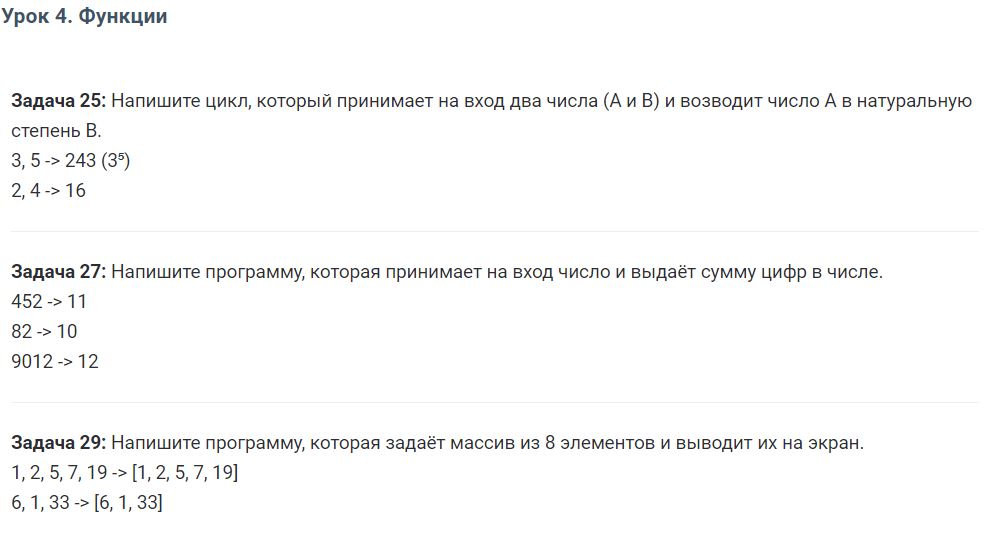 Урок 4. Функции
Задача 25: Напишите цикл, который принимает на вход два числа (A и B) и возводит число A в натуральную
степень B.
3, 5 -> 243 (3⁵)
2, 4 -> 16
Задача 27: Напишите программу, которая принимает на вход число и выдаёт сумму цифр в числе.
452 -> 11
82 -> 10
9012 -> 12
Задача 29: Напишите программу, которая задаёт массив из 8 элементов и выводит их на экран.
1, 2, 5, 7, 19 -> [1, 2, 5, 7, 19]
6, 1, 33 -> [6, 1, 33]